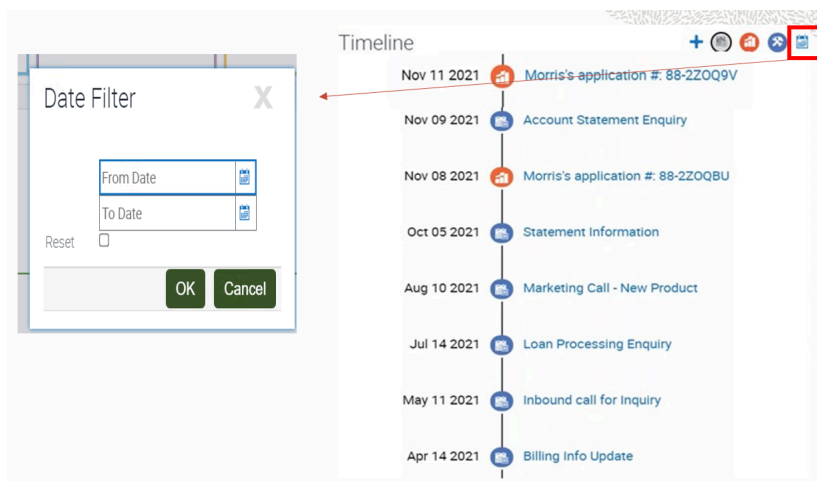 Timeline
Date Filter
X
From Date
To Date
Reset
OK
Cancel
Nov 11 2021 Morris's application #: 88-2ZOQ9V
Nov 09 2021 Account Statement Enquiry
Nov 08 2021 Morris's application #: 88-2ZOQBU
Oct 05 2021 Statement Information
Aug 10 2021 Marketing Call - New Product
Jul 14 2021 Loan Processing Enquiry
May 11 2021 Inbound call for Inquiry
Apr 14 2021 Billing Info Update